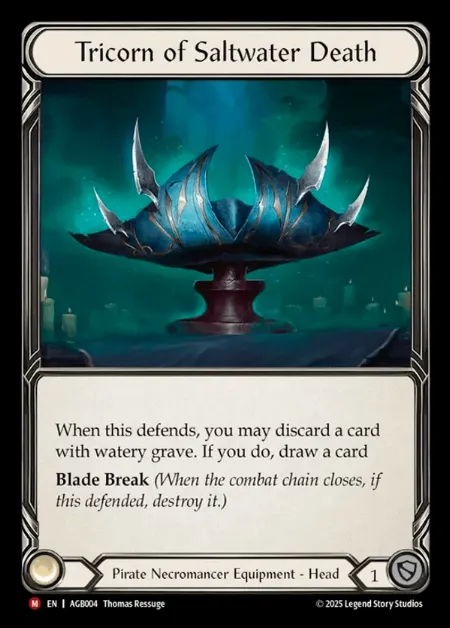 Tricorn of Saltwater Death
When this defends, you may discard a card
with watery grave. If you do, draw a card
Blade Break (When the combat chain closes, if
this defended, destroy it.)
Pirate Necromancer Equipment - Head
1
M EN | AGB004 Thomas Ressuge
© 2025 Legend Story Studios